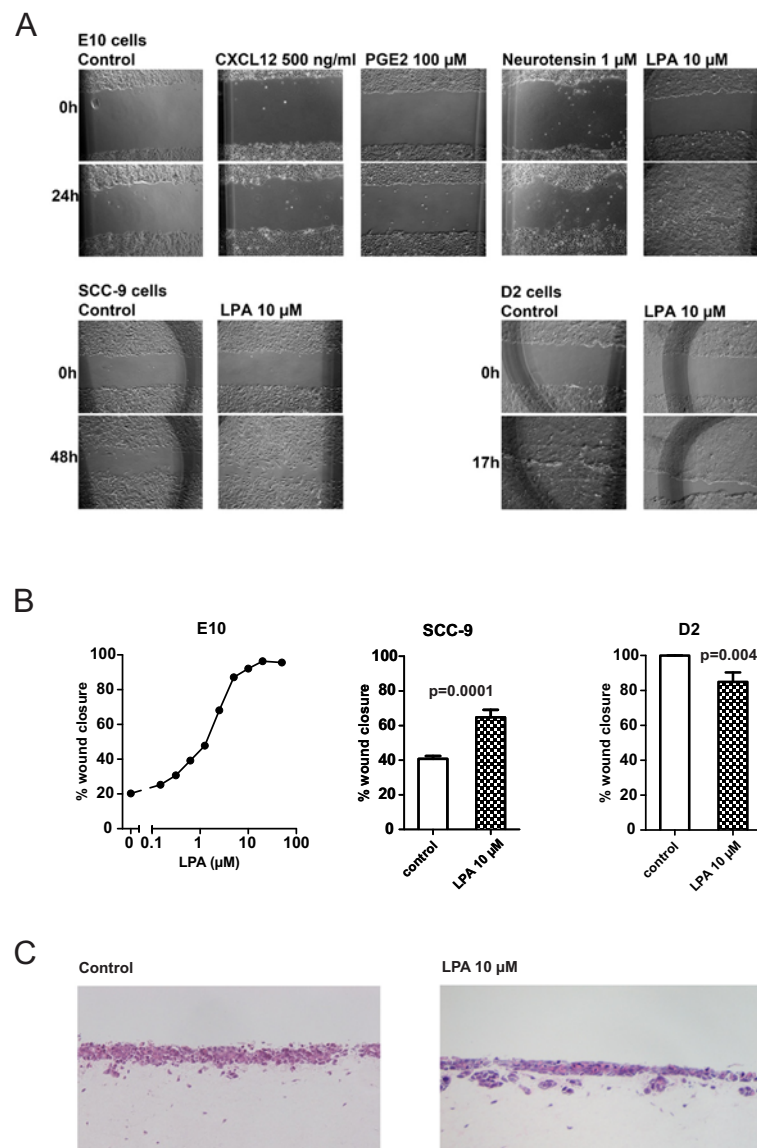 A
E10 cells
Control
CXCL12 500 ng/ml
PGE2 100 µM
Neurotensin 1 µM
LPA 10 µM
0h
24h
SCC-9 cells
Control
LPA 10 µM
D2 cells
Control
LPA 10 µM
0h
0h
48h
17h
B
E10
% wound closure
100
80
60
40
20
0
0
0.1
1
10
100
LPA (µM)
SCC-9
% wound closure
100
80
60
40
20
0
p=0.0001
control
LPA 10 µM
D2
% wound closure
100
80
60
40
20
0
p=0.004
control
LPA 10 µM
C
Control
LPA 10 µM